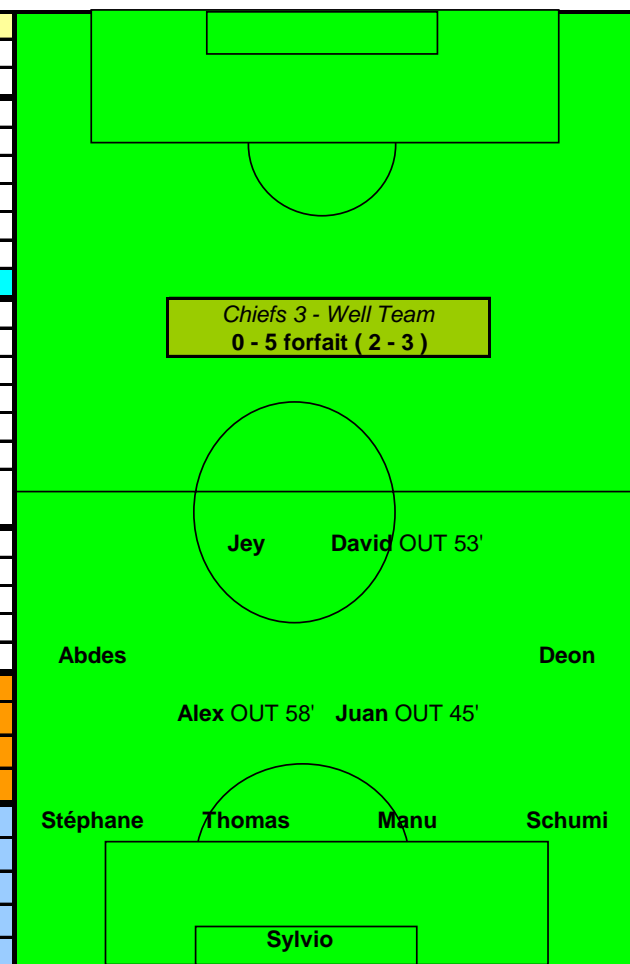 Chiefs 3 - Well Team
0 - 5 forfait ( 2 - 3 )
Jey David OUT 53'
Abdes Deon
Alex OUT 58' Juan OUT 45'
Stéphane Thomas Manu Schumi
Sylvio